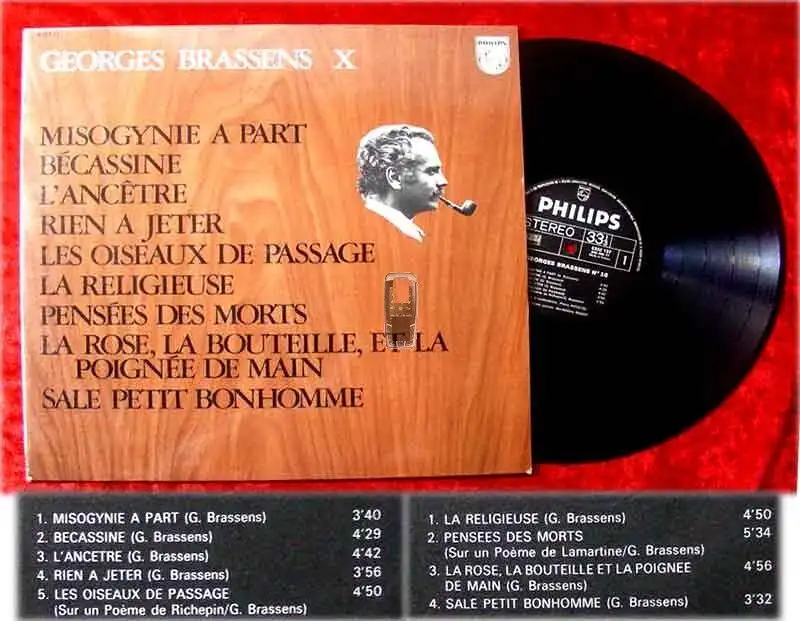 GEORGES BRASSENS X
PHILIPS
MISOGYNIE A PART
BÉCASSINE
L'ANCÊTRE
RIEN A JETER
LES OISEAUX DE PASSAGE
LA RELIGIEUSE
PENSÉES DES MORTS
LA ROSE, LA BOUTEILLE, ET LA
POIGNÉE DE MAIN
SALE PETIT BONHOMME
PHILIPS
STEREO 33⅓
1
GEORGES BRASSENS N° 10
1. MISOGYNIE A PART (G. Brassens) 3'40
2. BECASSINE (G. Brassens) 4'29
3. L'ANCETRE (G. Brassens) 4'42
4. RIEN A JETER (G. Brassens) 3'56
5. LES OISEAUX DE PASSAGE 4'50
(Sur un Poème de Richepin/G. Brassens)
1. LA RELIGIEUSE (G. Brassens) 4'50
2. PENSEES DES MORTS 5'34
(Sur un Poème de Lamartine/G. Brassens)
3. LA ROSE, LA BOUTEILLE ET LA POIGNEE 4'56
DE MAIN (G. Brassens)
4. SALE PETIT BONHOMME (G. Brassens) 3'32